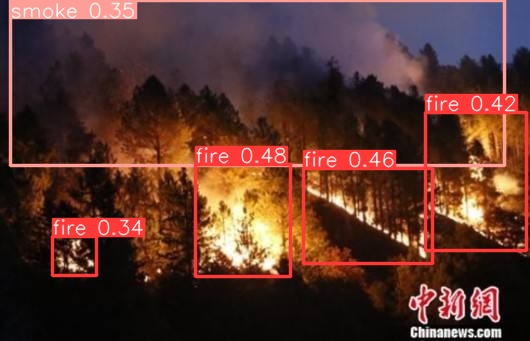 smoke 0.35
fire 0.42
fire 0.48
fire 0.46
fire 0.34
中新网
Chinanews.com